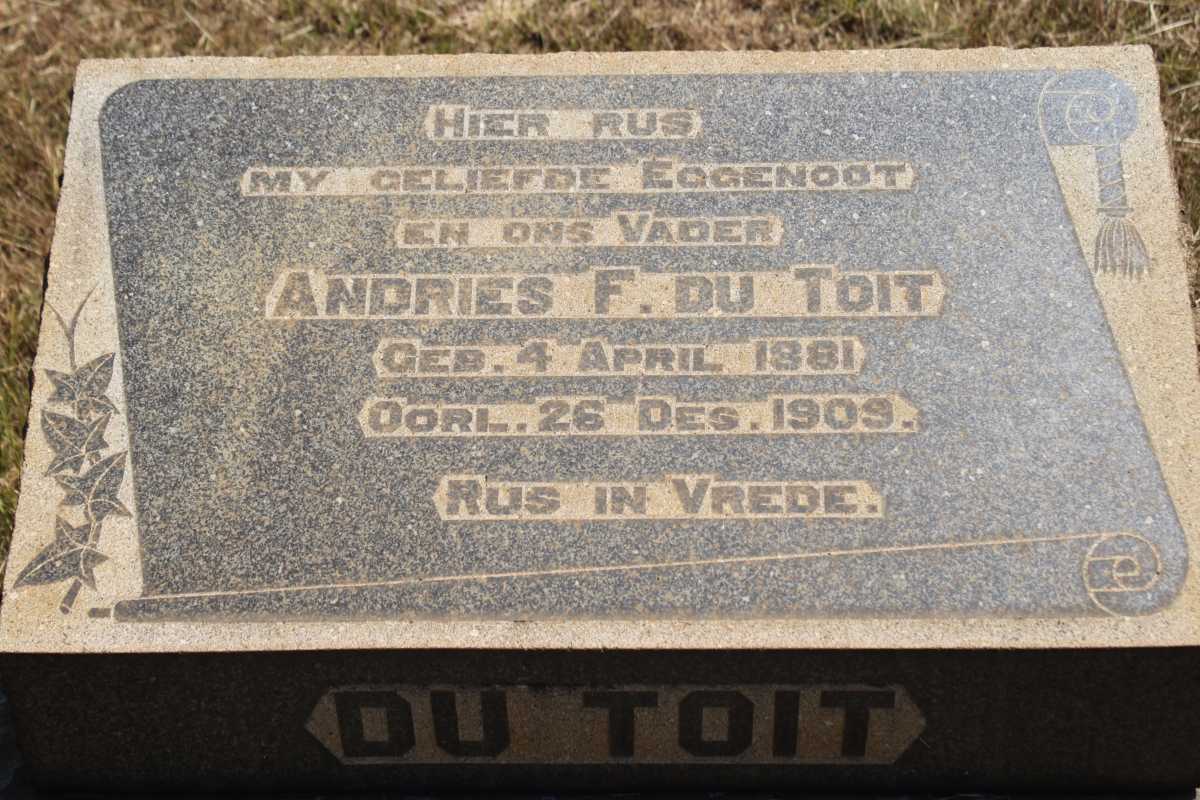 HIER RUS
MY GELIEFDE EGGENOOT
EN ONS VADER
ANDRIES F. DU TOIT
GEB. 4 APRIL 1881
OORL. 26 DES. 1909.
RUS IN VREDE.
DU TOIT